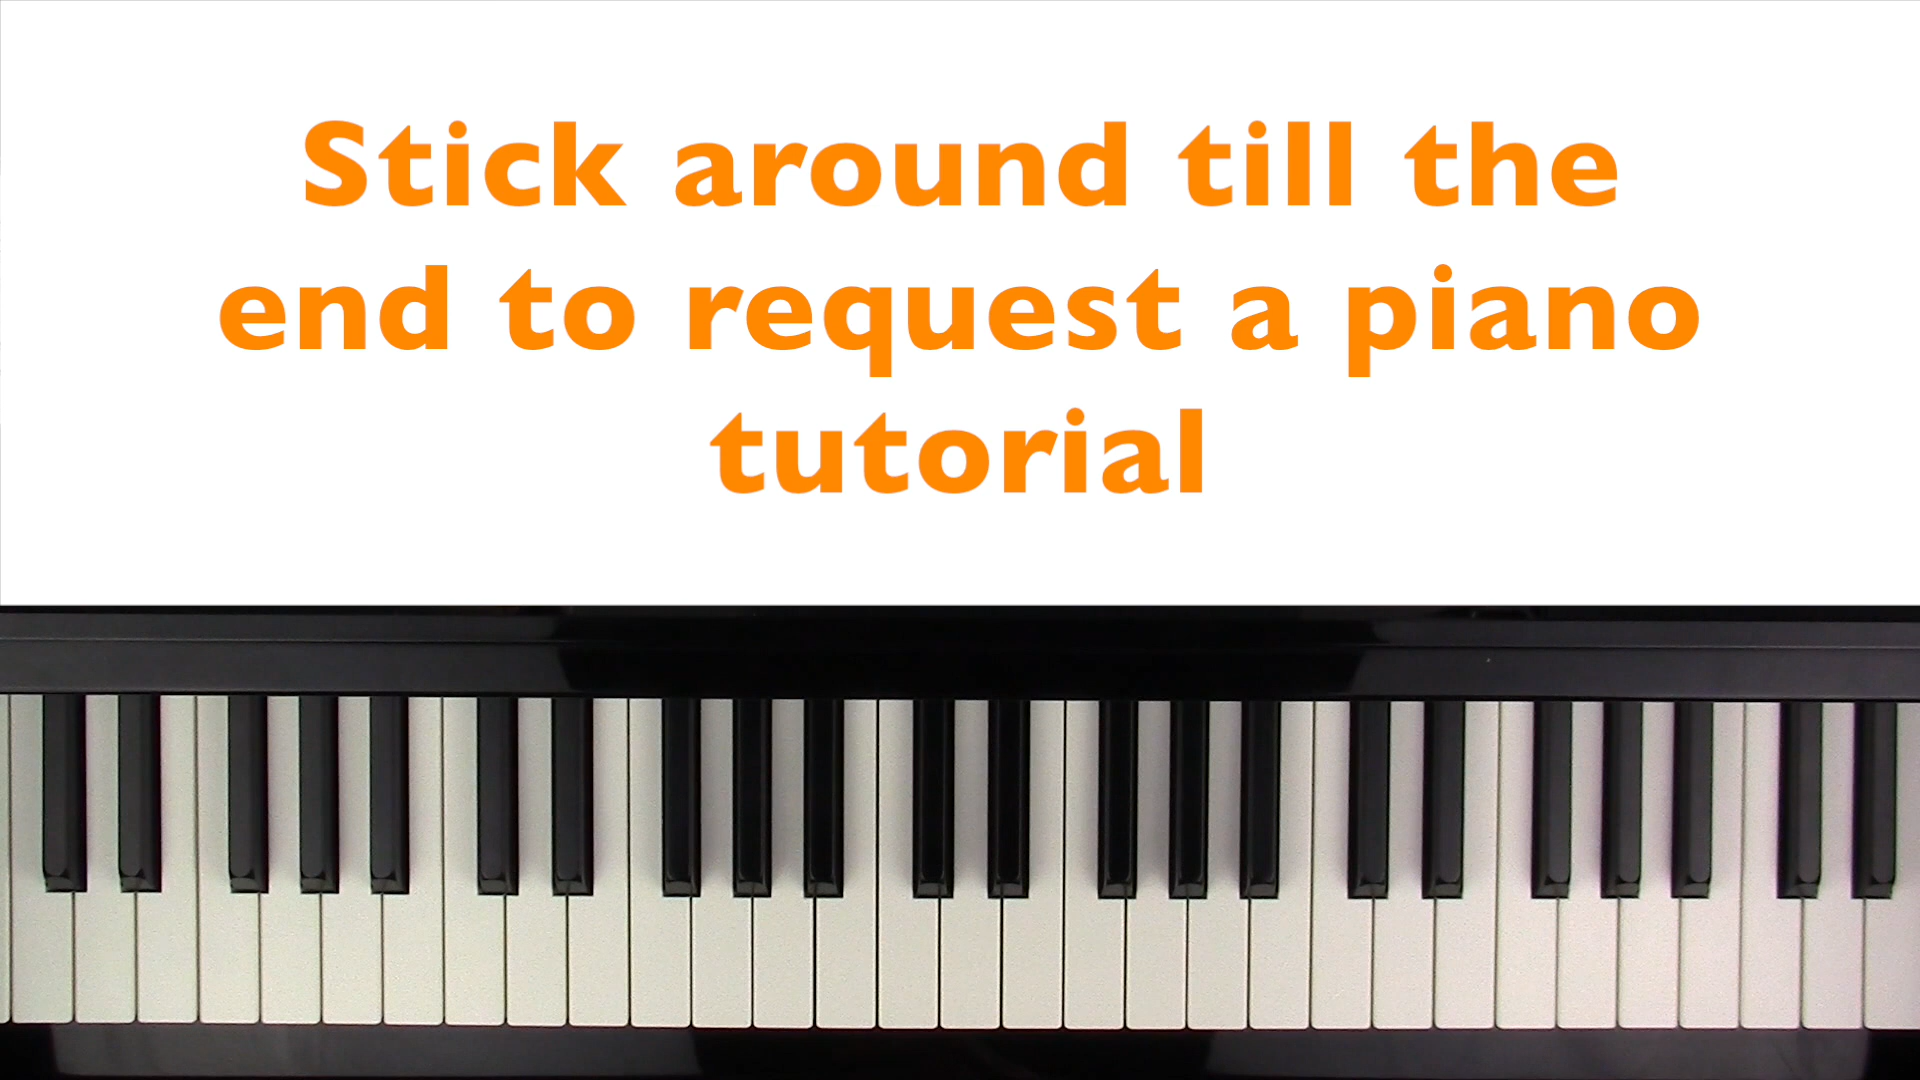 Stick around till the
end to request a piano
tutorial